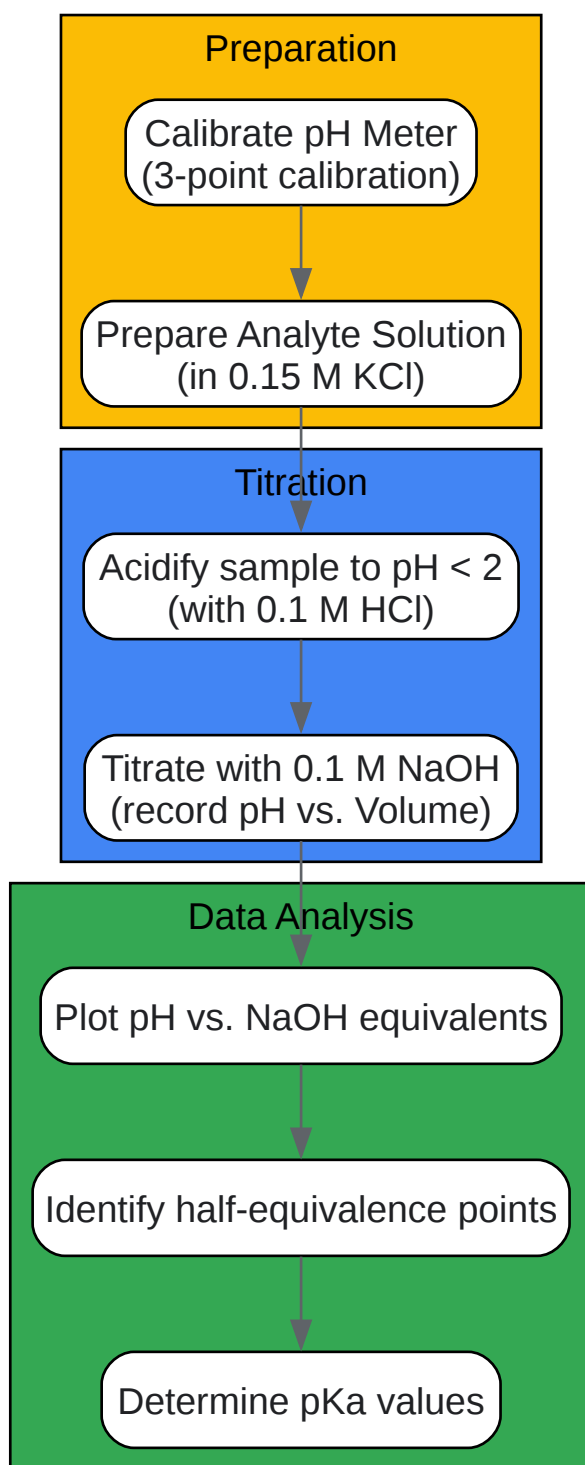 Preparation
Calibrate pH Meter
(3-point calibration)
Prepare Analyte Solution
(in 0.15 M KCl)
Titration
Acidify sample to pH < 2
(with 0.1 M HCl)
Titrate with 0.1 M NaOH
(record pH vs. Volume)
Data Analysis
Plot pH vs. NaOH equivalents
Identify half-equivalence points
Determine pKa values